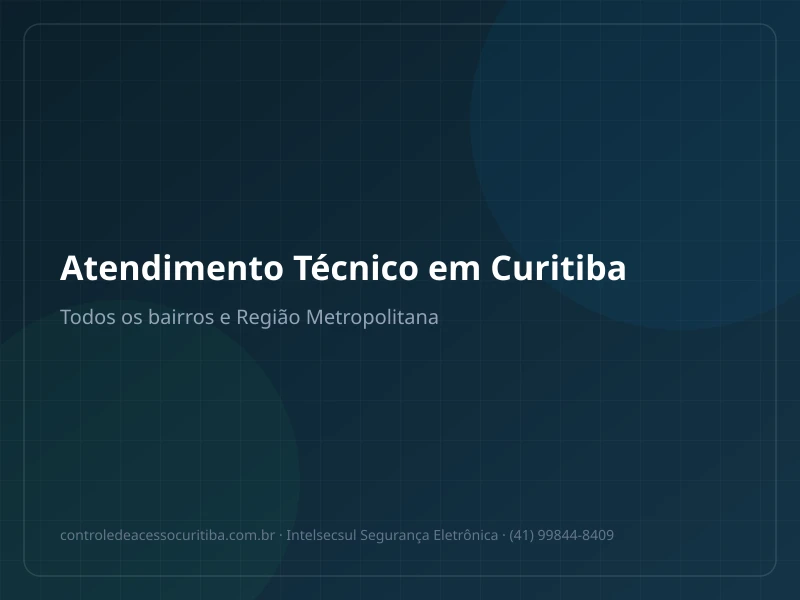 Atendimento Técnico em Curitiba
Todos os bairros e Região Metropolitana
controledeacessocuritiba.com.br · Intelsecsul Segurança Eletrônica · (41) 99844-8409